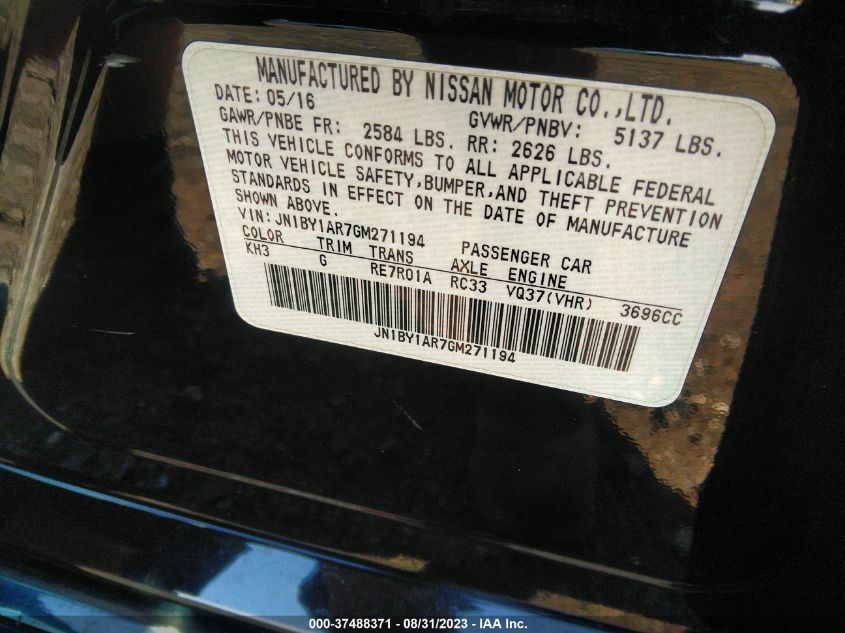 MANUFACTURED BY NISSAN MOTOR CO.,LTD.
DATE: 05/16 GVWR/PNBV: 5137 LBS.
GAWR/PNBE FR: 2584 LBS. RR: 2626 LBS.
THIS VEHICLE CONFORMS TO ALL APPLICABLE FEDERAL
MOTOR VEHICLE SAFETY,BUMPER,AND THEFT PREVENTION
STANDARDS IN EFFECT ON THE DATE OF MANUFACTURE
SHOWN ABOVE.
VIN: JN1BY1AR7GM271194 PASSENGER CAR
COLOR TRIM TRANS AXLE ENGINE
KH3 G RE7R01A RC33 VQ37(VHR) 3696CC
JN1BY1AR7GM271194
000-37488371 - 08/31/2023 - IAA Inc.